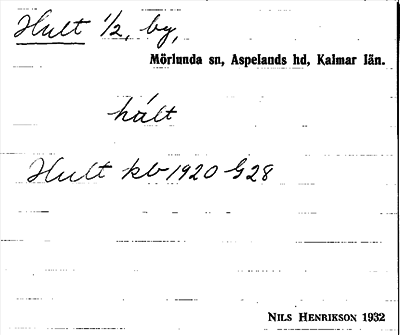 Hult 1/2, by,
Mörlunda sn, Aspelands hd, Kalmar län.
hált
Hult kb 1920 G28
NILS HENRIKSON 1932